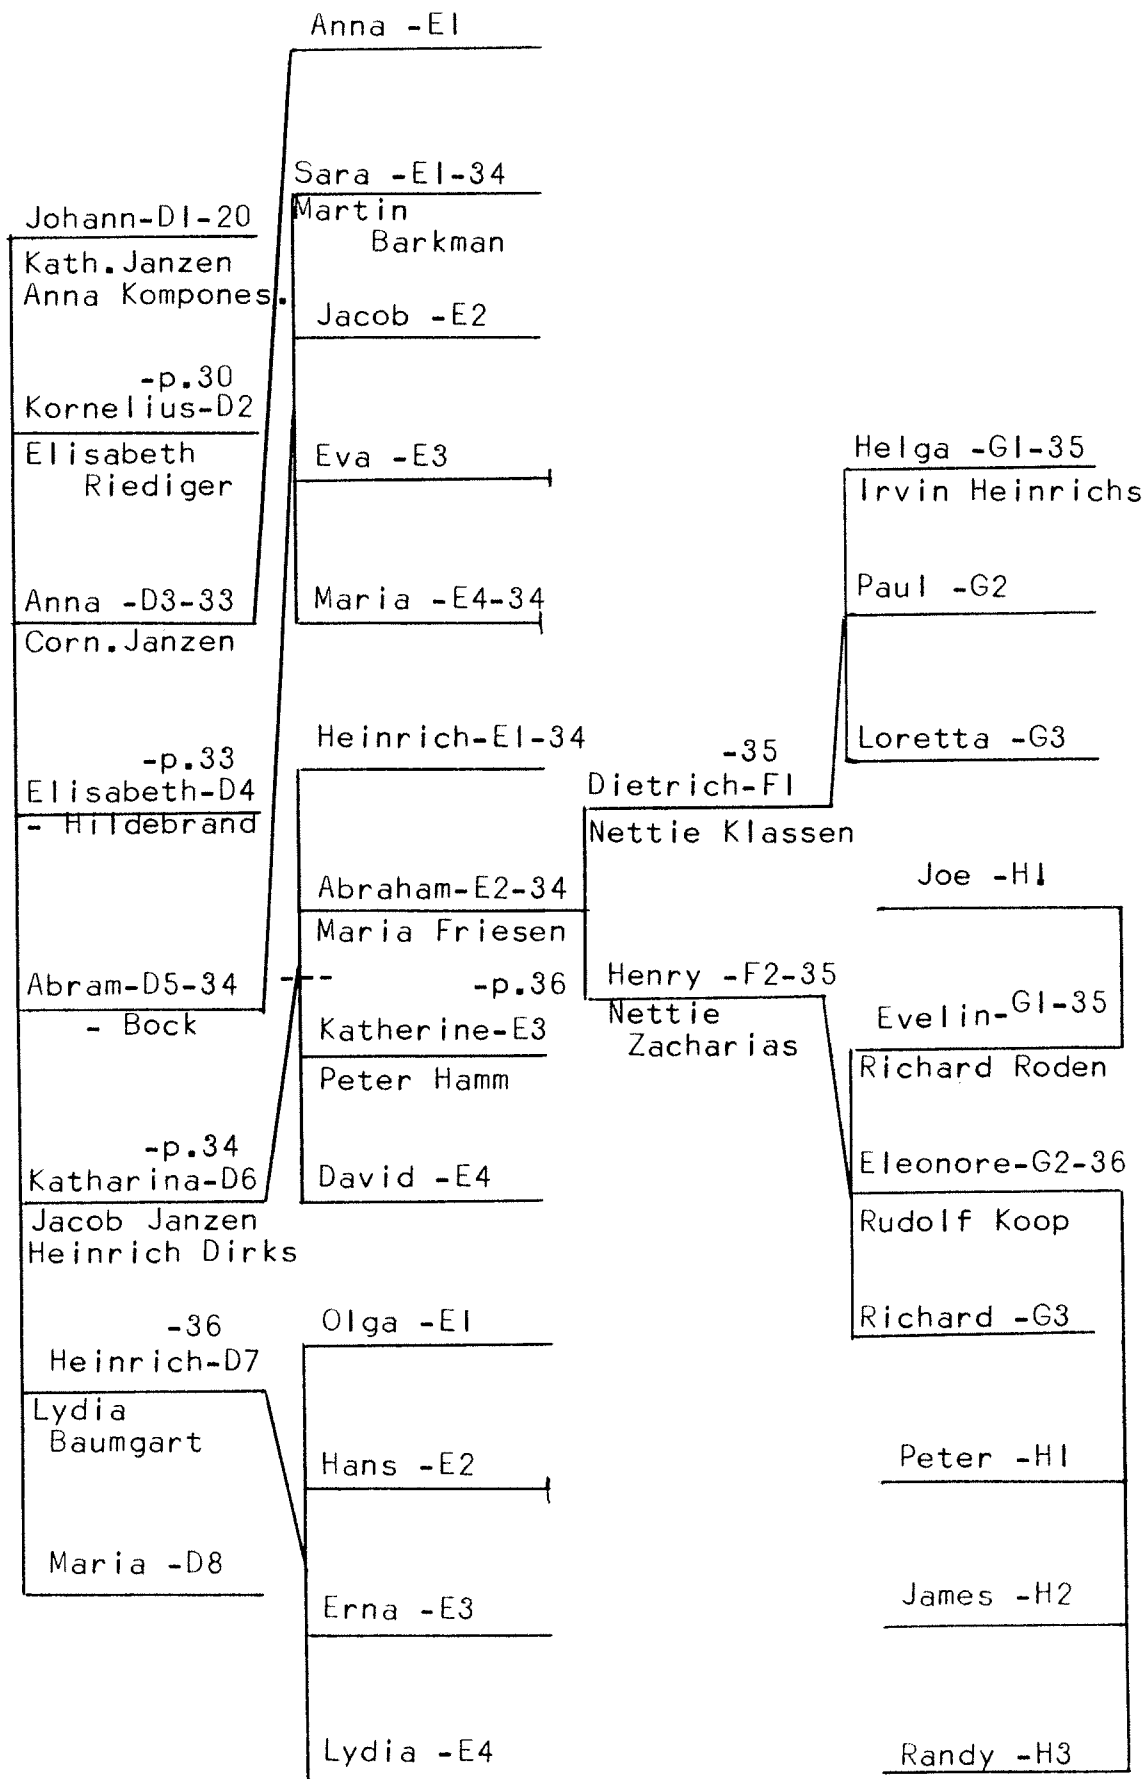 Johann-D1-20
Kath.Janzen
Anna Kompones.
-p.30
Kornelius-D2
Elisabeth
Riediger
Anna -D3-33
Corn.Janzen
-p.33
Elisabeth-D4
- Hildebrand
Abram-D5-34
- Bock
-p.34
Katharina-D6
Jacob Janzen
Heinrich Dirks
-36
Heinrich-D7
Lydia
Baumgart
Maria -D8
Anna -E1
Sara -E1-34
Martin
Barkman
Jacob -E2
Eva -E3
Maria -E4-34
Heinrich-E1-34
Abraham-E2-34
Maria Friesen
-p.36
Katherine-E3
Peter Hamm
David -E4
Olga -E1
Hans -E2
Erna -E3
Lydia -E4
-35
Dietrich-F1
Nettie Klassen
Henry -F2-35
Nettie
Zacharias
Helga -G1-35
Irvin Heinrichs
Paul -G2
Loretta -G3
Joe -H1
Evelin-G1-35
Richard Roden
Eleonore-G2-36
Rudolf Koop
Richard -G3
Peter -H1
James -H2
Randy -H3